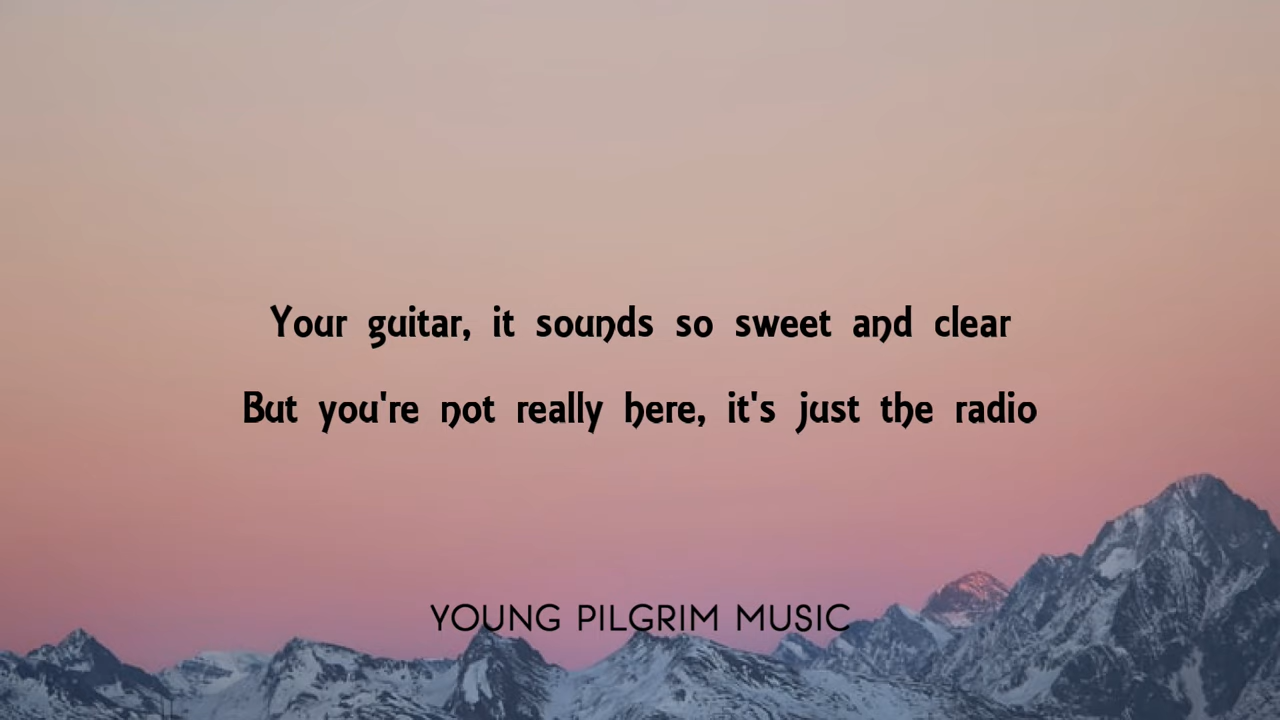 Your guitar, it sounds so sweet and clear
But you're not really here, it's just the radio
YOUNG PILGRIM MUSIC